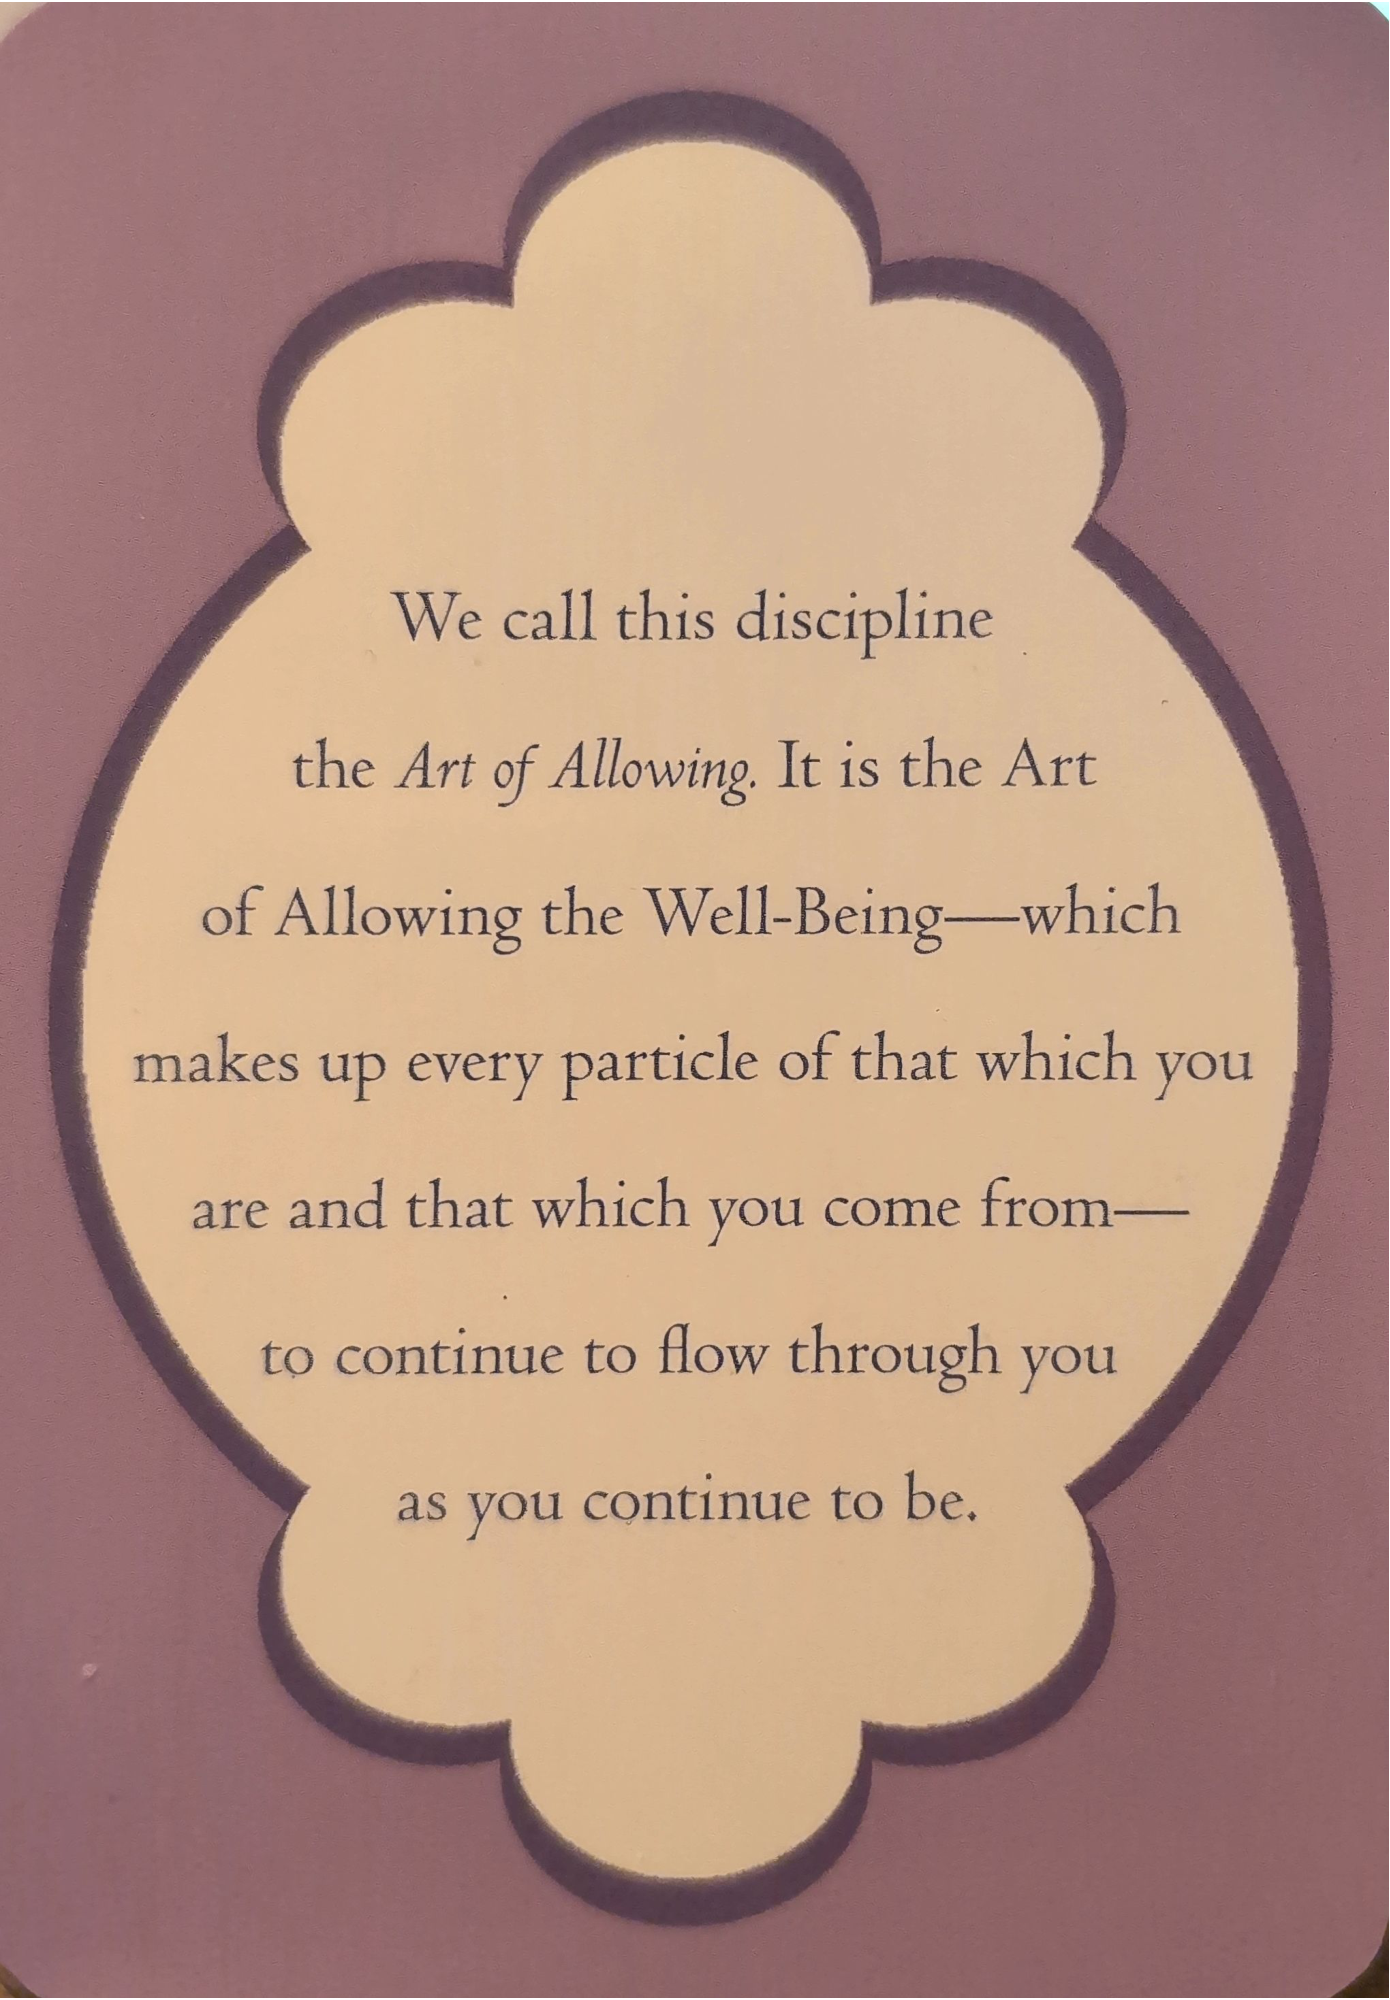 We call this discipline
the Art of Allowing. It is the Art
of Allowing the Well-Being—which
makes up every particle of that which you
are and that which you come from—
to continue to flow through you
as you continue to be.